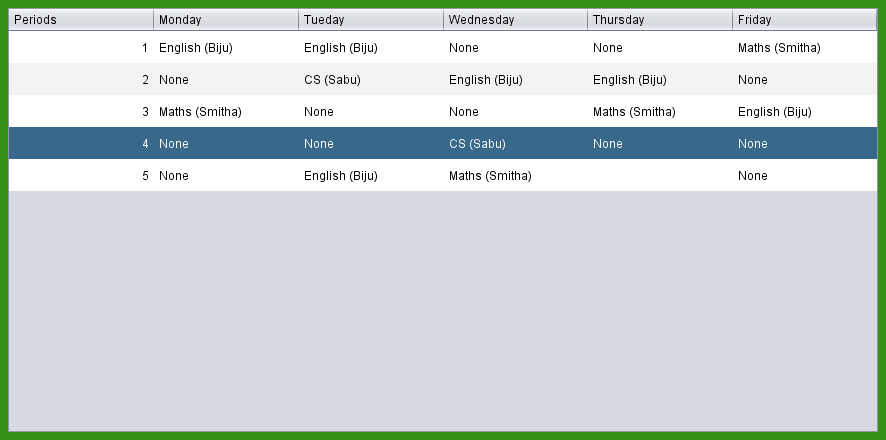 Periods Monday Tueday Wednesday Thursday Friday
1 English (Biju) English (Biju) None None Maths (Smitha)
2 None CS (Sabu) English (Biju) English (Biju) None
3 Maths (Smitha) None None Maths (Smitha) English (Biju)
4 None None CS (Sabu) None None
5 None English (Biju) Maths (Smitha) None